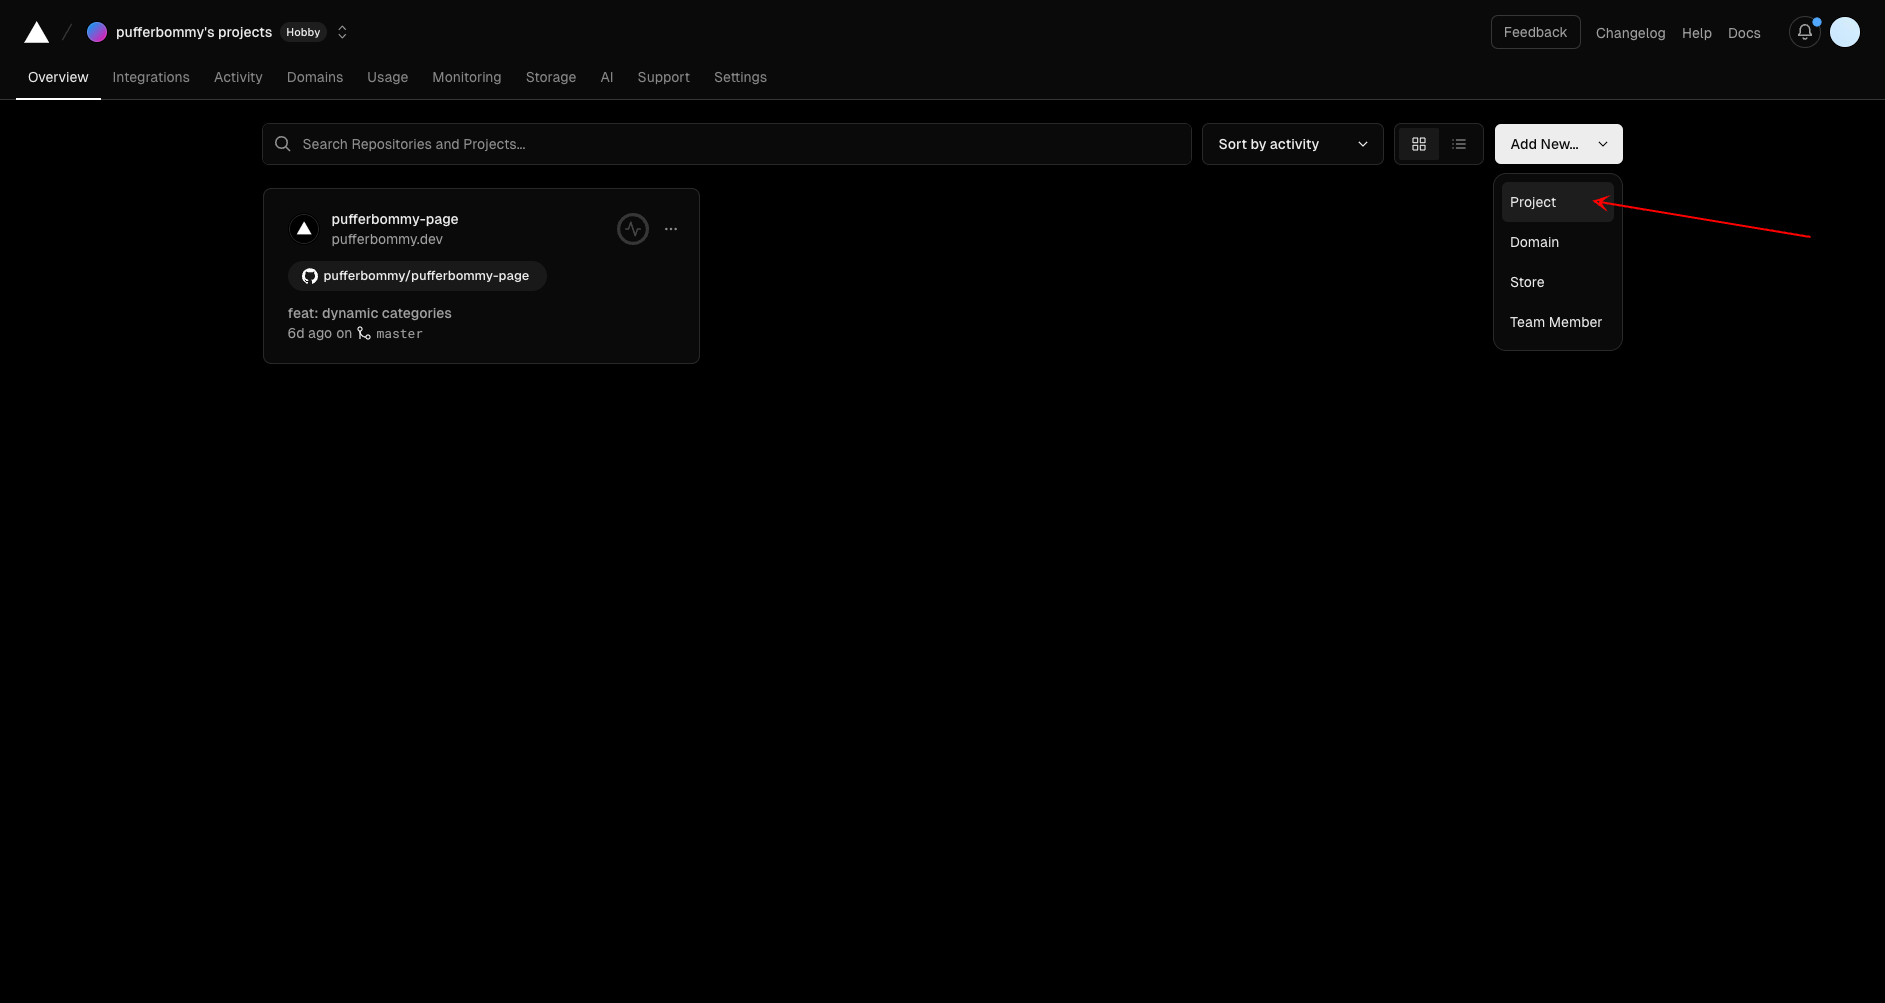 pufferbommy's projects Hobby
Feedback Changelog Help Docs
Overview Integrations Activity Domains Usage Monitoring Storage AI Support Settings
Search Repositories and Projects...
Sort by activity
Add New...
pufferbommy-page
pufferbommy.dev
pufferbommy/pufferbommy-page
feat: dynamic categories
6d ago on master
Project
Domain
Store
Team Member